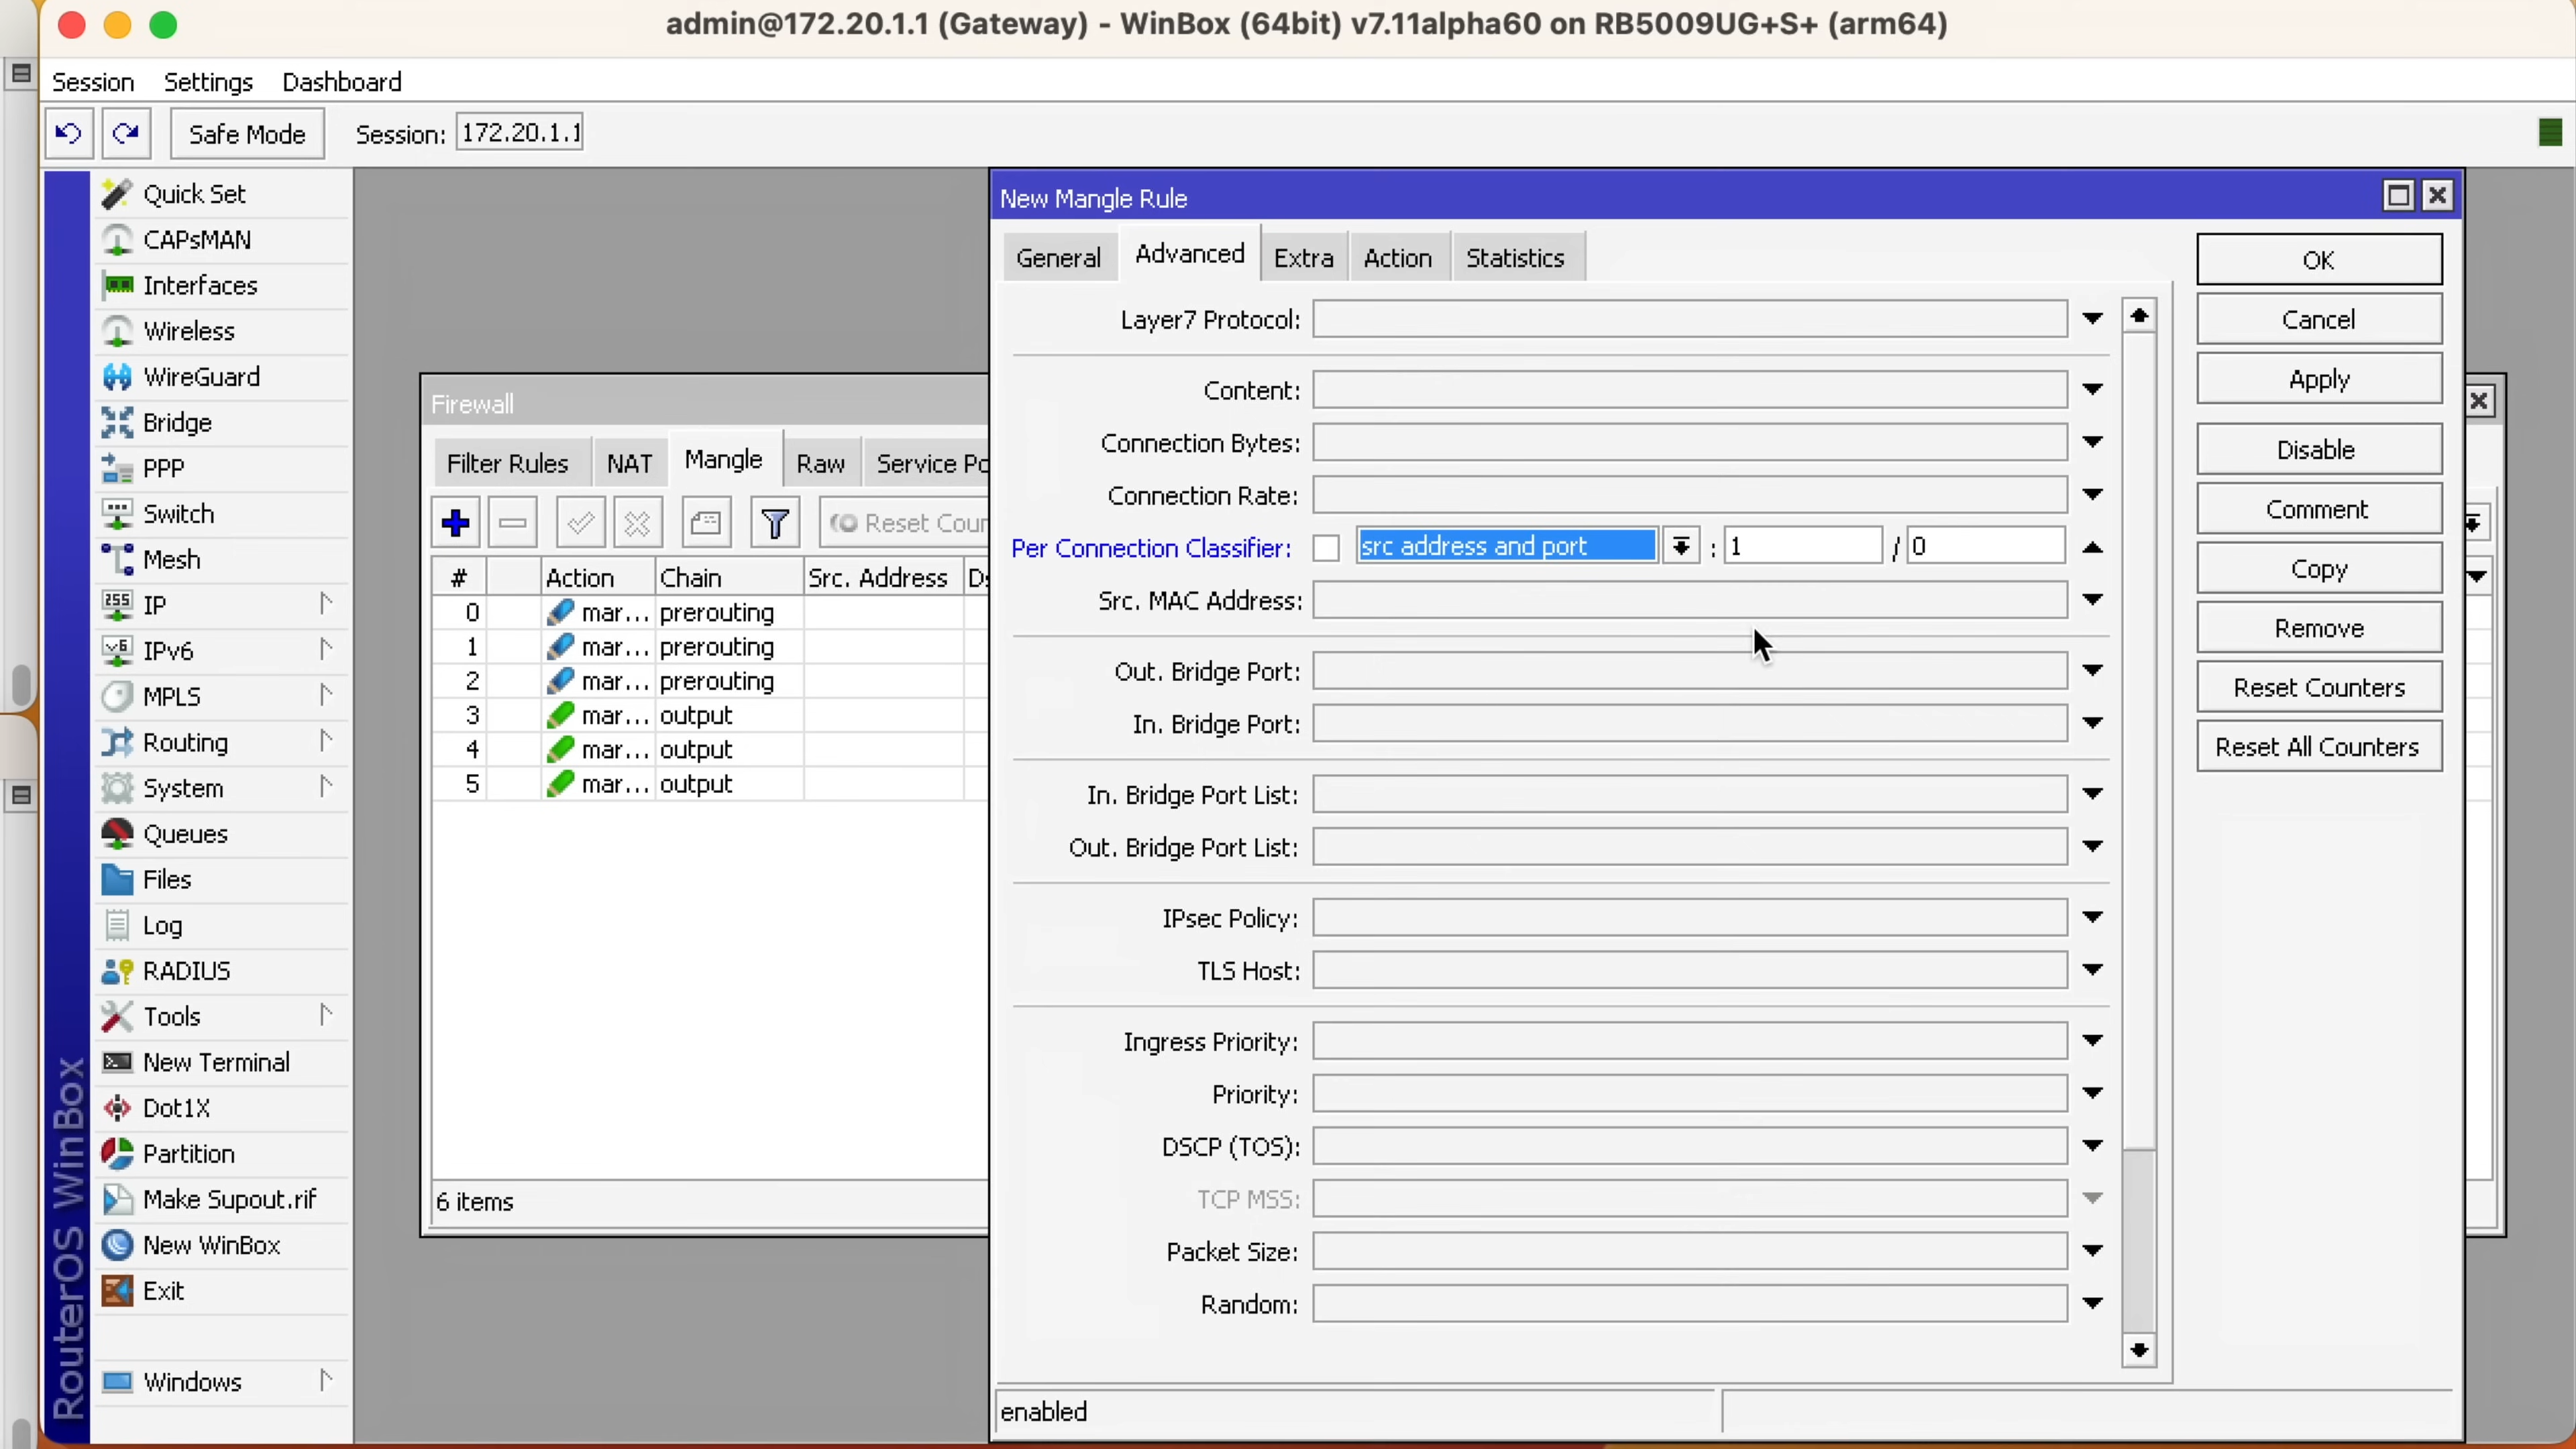 admin@172.20.1.1 (Gateway) - WinBox (64bit) v7.11alpha60 on RB5009UG+S+ (arm64)
Session Settings Dashboard
Safe Mode Session: 172.20.1.1
Quick Set
CAPsMAN
Interfaces
Wireless
WireGuard
Bridge
PPP
Switch
Mesh
IP
IPv6
MPLS
Routing
System
Queues
Files
Log
RADIUS
Tools
New Terminal
Dot1X
Partition
Make Supout.rif
New WinBox
Exit
Windows
RouterOS WinBox
Firewall
Filter Rules NAT Mangle Raw Service Po
Reset Coun
# Action Chain Src. Address Ds
0 mar... prerouting
1 mar... prerouting
2 mar... prerouting
3 mar... output
4 mar... output
5 mar... output
6 items
New Mangle Rule
General Advanced Extra Action Statistics
Layer7 Protocol:
Content:
Connection Bytes:
Connection Rate:
Per Connection Classifier: src address and port : 1 / 0
Src. MAC Address:
Out. Bridge Port:
In. Bridge Port:
In. Bridge Port List:
Out. Bridge Port List:
IPsec Policy:
TLS Host:
Ingress Priority:
Priority:
DSCP (TOS):
TCP MSS:
Packet Size:
Random:
enabled
OK
Cancel
Apply
Disable
Comment
Copy
Remove
Reset Counters
Reset All Counters